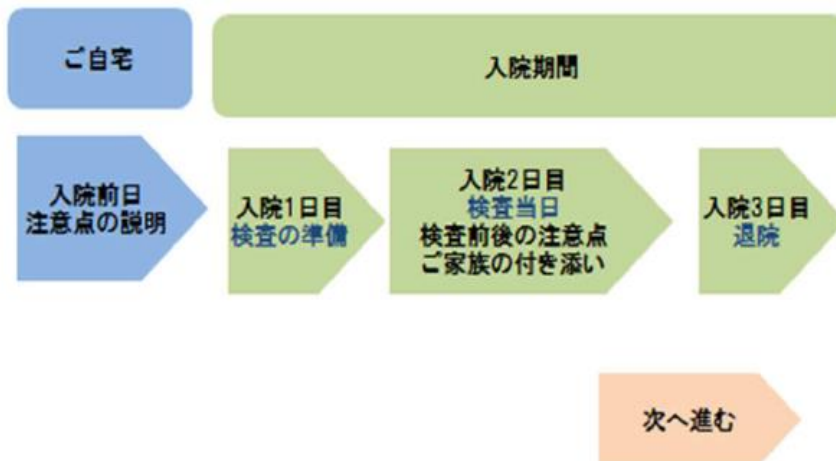 ご自宅
入院期間
入院前日
注意点の説明
入院1日目
検査の準備
入院2日目
検査当日
検査前後の注意点
ご家族の付き添い
入院3日目
退院
次へ進む